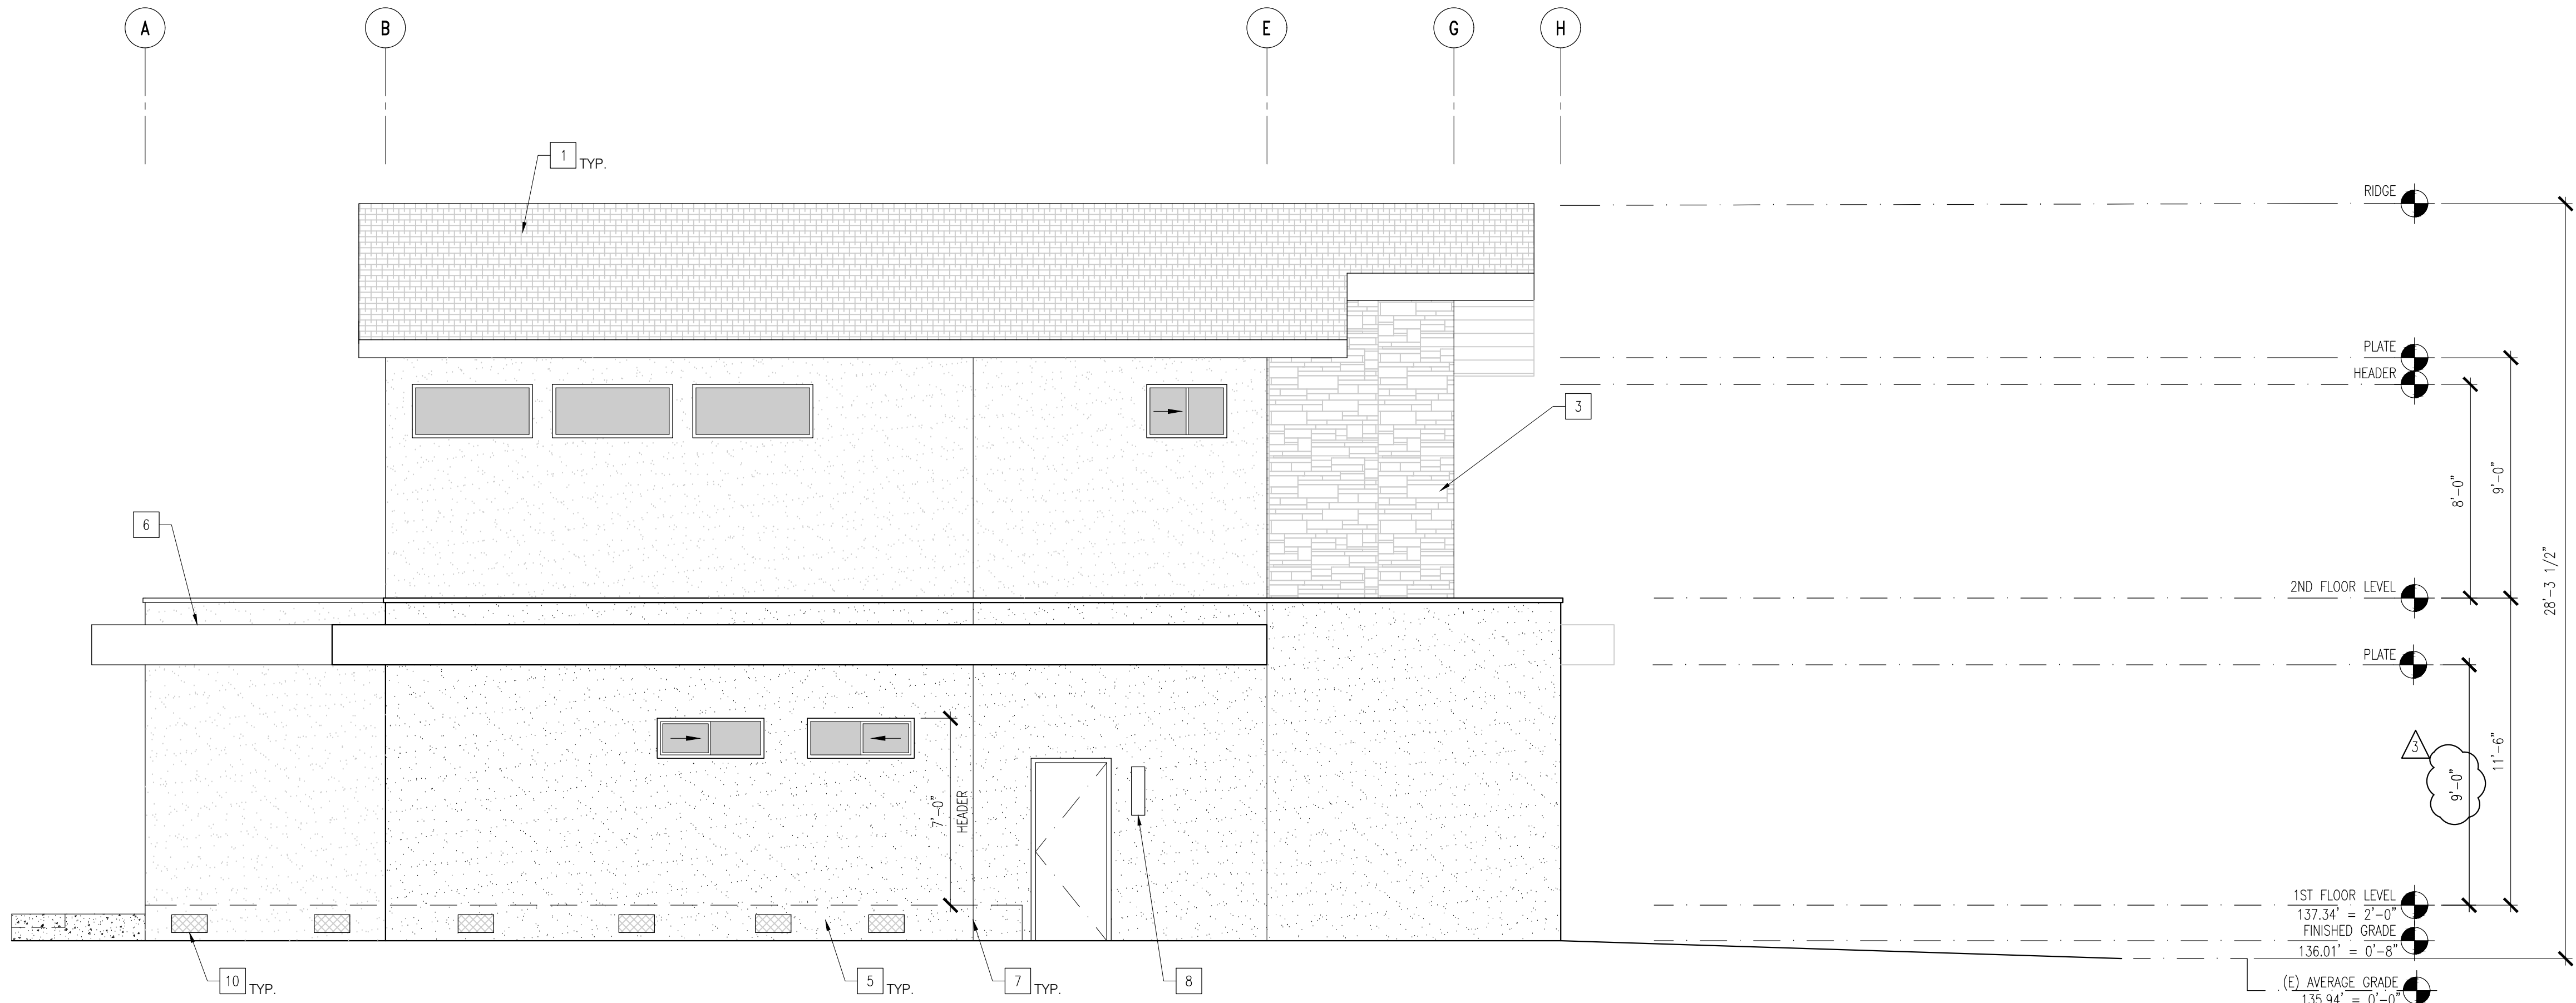 A
B
E
G
H
1 TYP.
RIDGE
PLATE
HEADER
3
8'-0"
9'-0"
6
28'-3 1/2"
2ND FLOOR LEVEL
PLATE
3
9'-0"
11'-6"
7'-0"
HEADER
1ST FLOOR LEVEL
137.34' = 2'-0"
FINISHED GRADE
136.01' = 0'-8"
10 TYP.
5 TYP.
7 TYP.
8
(E) AVERAGE GRADE
135.94' = 0'-0"